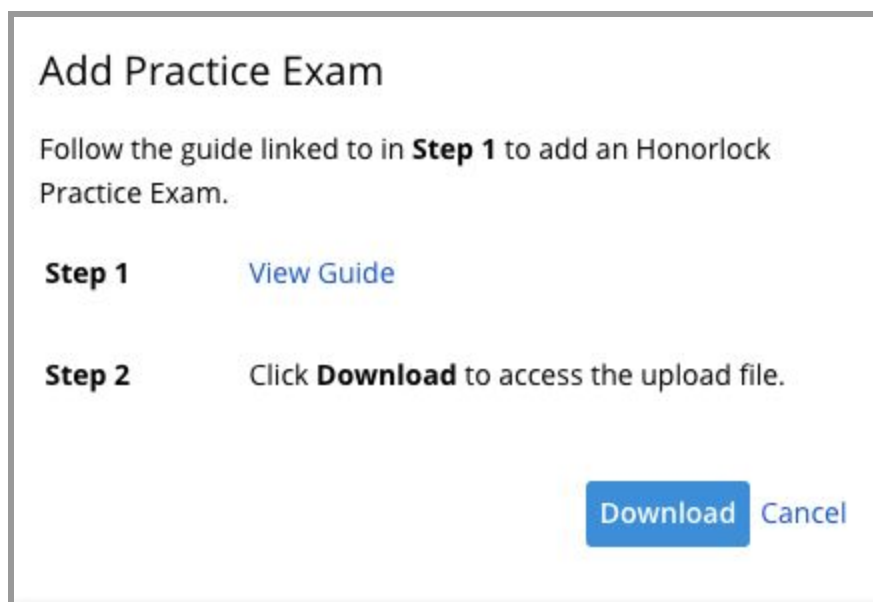 Add Practice Exam
Follow the guide linked to in Step 1 to add an Honorlock
Practice Exam.
Step 1 View Guide
Step 2 Click Download to access the upload file.
Download Cancel